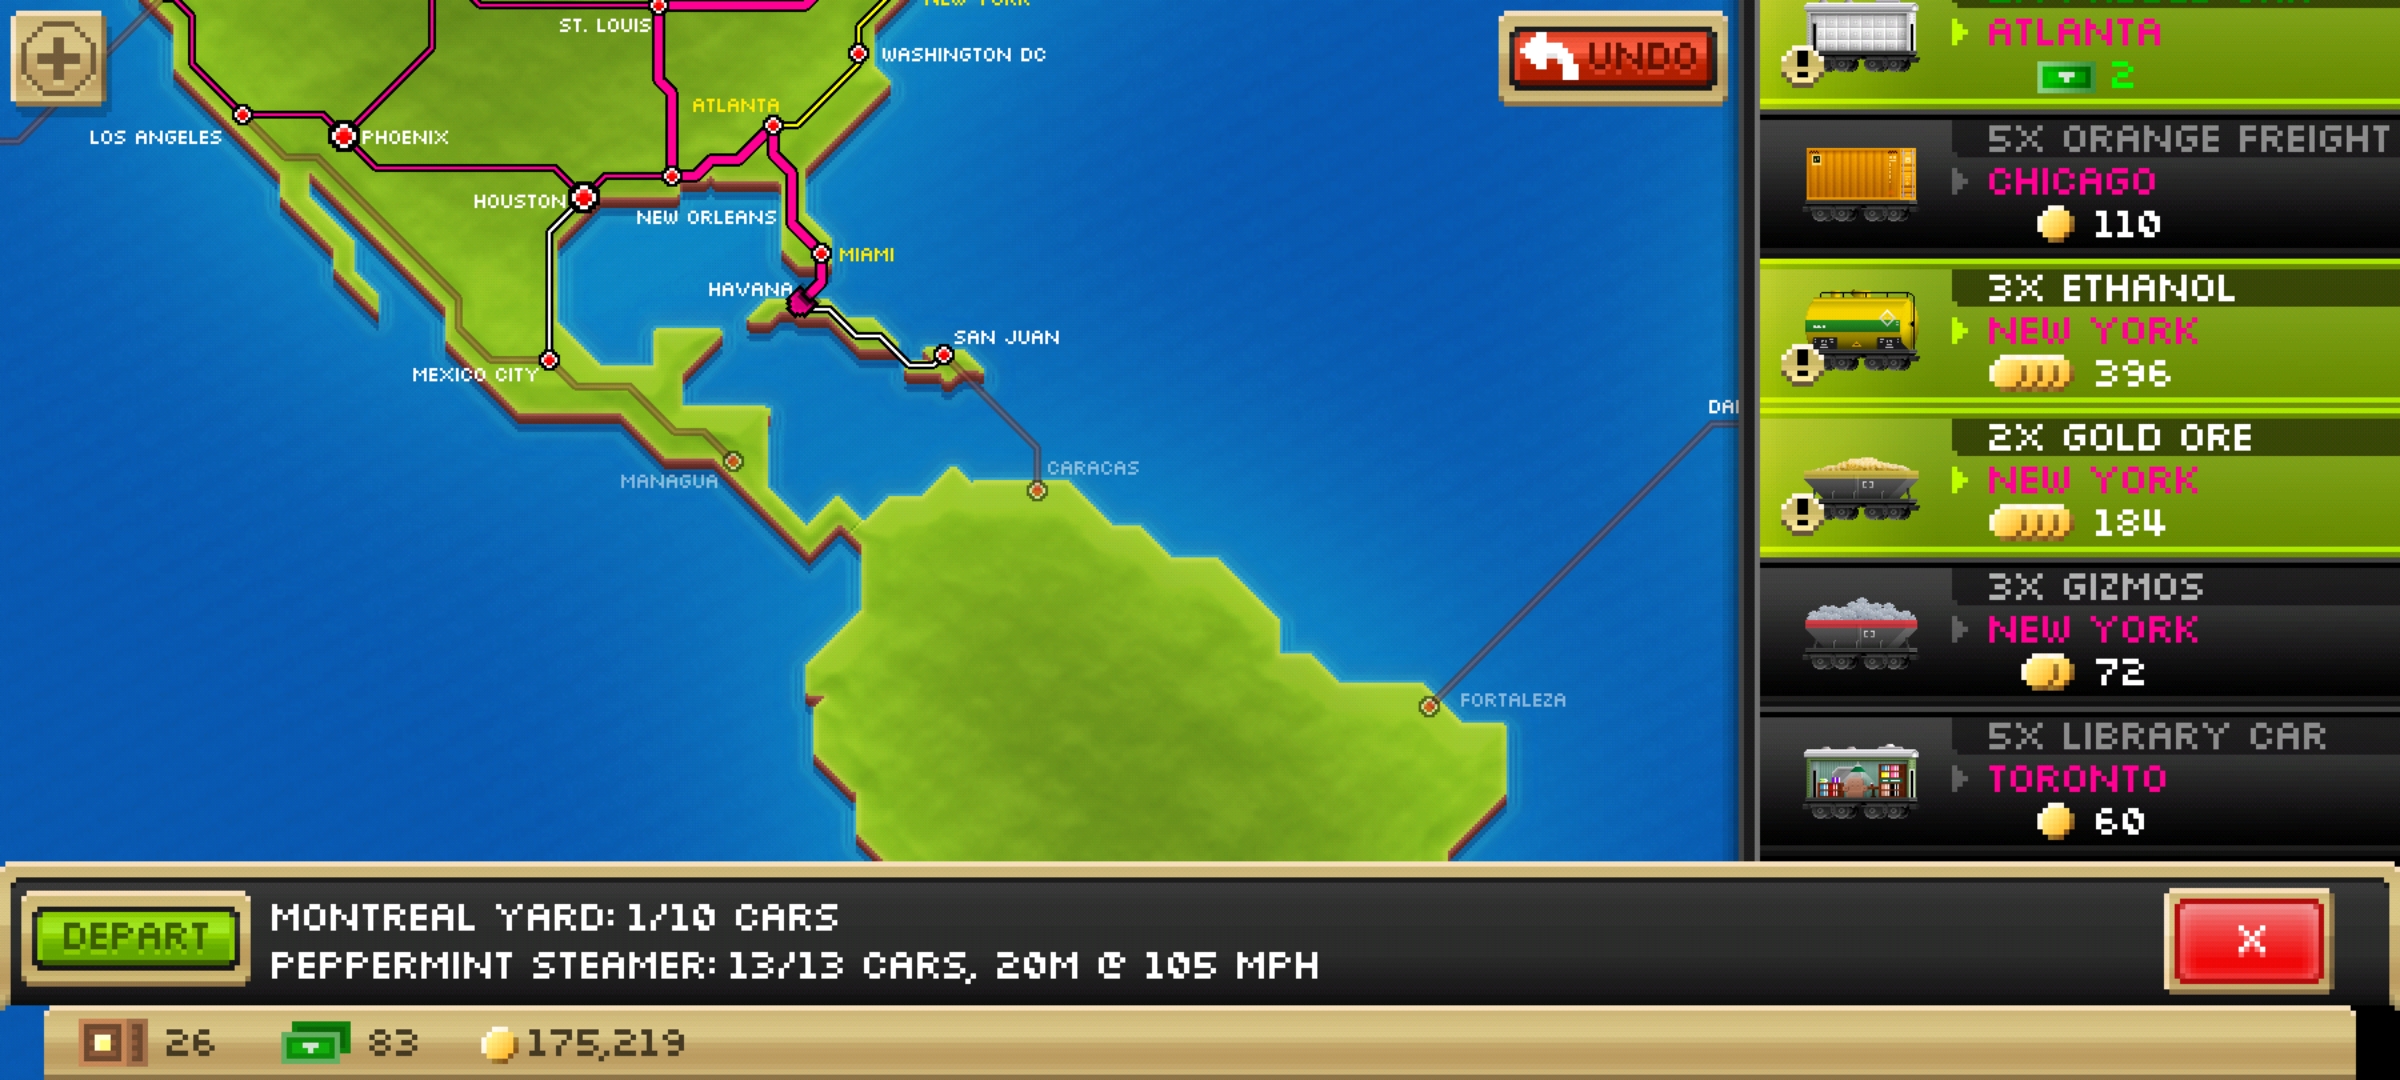 ST. LOUIS
WASHINGTON DC
ATLANTA
LOS ANGELES
PHOENIX
HOUSTON
NEW ORLEANS
MIAMI
HAVANA
SAN JUAN
MEXICO CITY
MANAGUA
CARACAS
FORTALEZA
UNDO
ATLANTA
2
5X ORANGE FREIGHT
CHICAGO
110
3X ETHANOL
NEW YORK
396
2X GOLD ORE
NEW YORK
184
3X GIZMOS
NEW YORK
72
5X LIBRARY CAR
TORONTO
60
DEPART
MONTREAL YARD: 1/10 CARS
PEPPERMINT STEAMER: 13/13 CARS, 20M @ 105 MPH
X
26
83
175,219